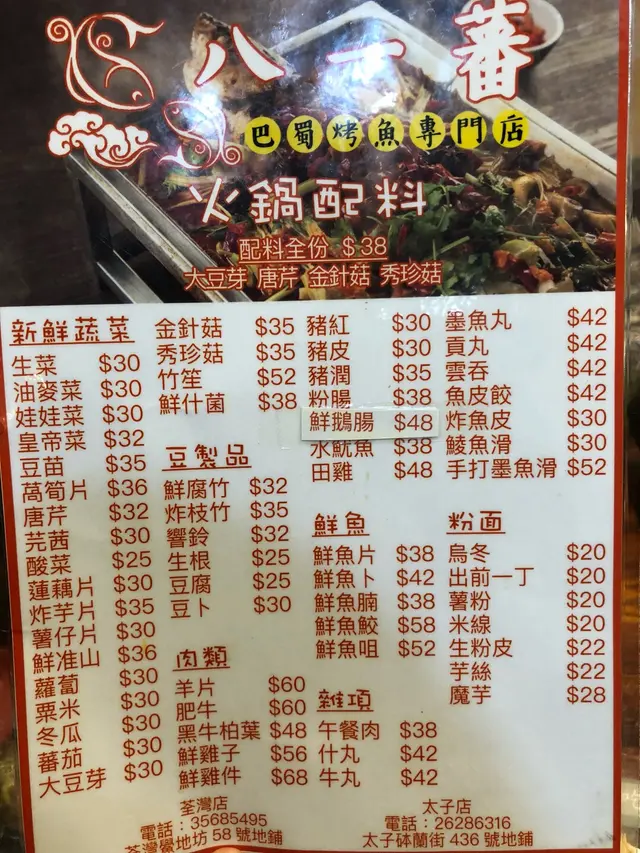 八一蕃
巴蜀烤魚專門店
火鍋配料
配料全份 $38
大豆芽 唐芹 金針菇 秀珍菇
新鮮蔬菜
生菜 $30
油麥菜 $30
娃娃菜 $30
皇帝菜 $32
豆苗 $35
萵筍片 $36
唐芹 $32
芫茜 $30
酸菜 $25
蓮藕片 $30
炸芋片 $35
薯仔片 $30
鮮准山 $36
蘿蔔 $30
粟米 $30
冬瓜 $30
蕃茄 $30
大豆芽 $30
金針菇 $35
秀珍菇 $35
竹笙 $52
鮮什菌 $38
豆製品
鮮腐竹 $32
炸枝竹 $35
響鈴 $32
生根 $25
豆腐 $25
豆卜 $30
肉類
羊片 $60
肥牛 $60
黑牛柏葉 $48
鮮雞子 $56
鮮雞件 $68
豬紅 $30
豬皮 $30
豬潤 $35
粉腸 $38
鮮鵝腸 $48
水魷魚 $38
田雞 $48
鮮魚
鮮魚片 $38
鮮魚卜 $42
鮮魚腩 $38
鮮魚鮫 $58
鮮魚咀 $52
雜項
午餐肉 $38
什丸 $42
牛丸 $42
墨魚丸 $42
貢丸 $42
雲吞 $42
魚皮餃 $42
炸魚皮 $30
鯪魚滑 $30
手打墨魚滑 $52
粉面
烏冬 $20
出前一丁 $20
薯粉 $20
米線 $20
生粉皮 $22
芋絲 $22
魔芋 $28
荃灣店
電話：35685495
荃灣眾地坊 58 號地鋪
太子店
電話：26286316
太子砵蘭街 436 號地鋪